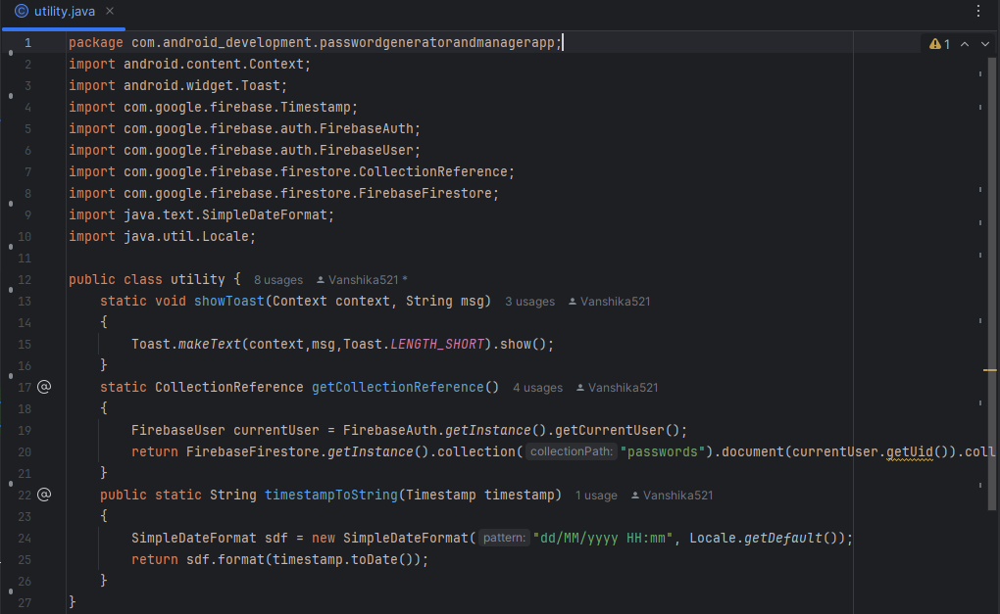 utility.java
1 package com.android_development.passwordgeneratorandmanagerapp; 1
2 import android.content.Context;
3 import android.widget.Toast;
4 import com.google.firebase.Timestamp;
5 import com.google.firebase.auth.FirebaseAuth;
6 import com.google.firebase.auth.FirebaseUser;
7 import com.google.firebase.firestore.CollectionReference;
8 import com.google.firebase.firestore.FirebaseFirestore;
9 import java.text.SimpleDateFormat;
10 import java.util.Locale;
11
12 public class utility { 8 usages Vanshika521 *
13 static void showToast(Context context, String msg) 3 usages Vanshika521
14 {
15 Toast.makeText(context,msg,Toast.LENGTH_SHORT).show();
16 }
17 static CollectionReference getCollectionReference() 4 usages Vanshika521
18 {
19 FirebaseUser currentUser = FirebaseAuth.getInstance().getCurrentUser();
20 return FirebaseFirestore.getInstance().collection( collectionPath: "passwords").document(currentUser.getUid()).coll
21 }
22 public static String timestampToString(Timestamp timestamp) 1 usage Vanshika521
23 {
24 SimpleDateFormat sdf = new SimpleDateFormat( pattern: "dd/MM/yyyy HH:mm", Locale.getDefault());
25 return sdf.format(timestamp.toDate());
26 }
27 }